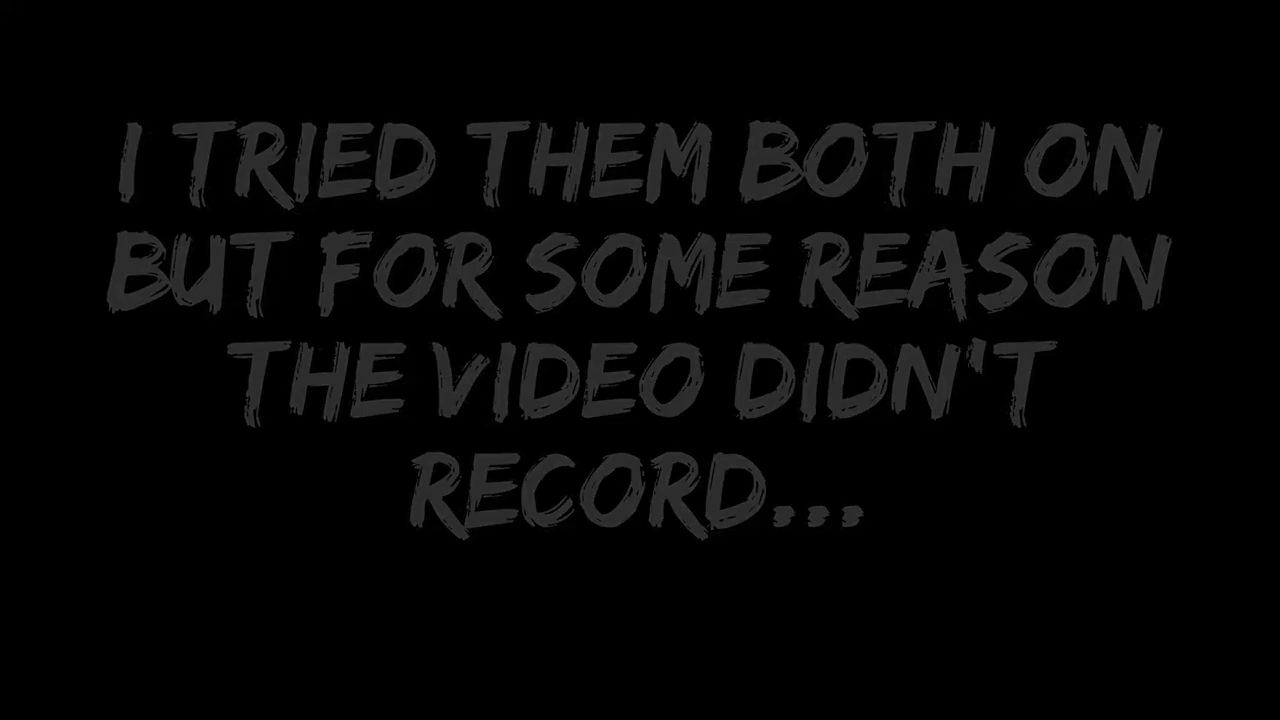 I TRIED THEM BOTH ON
BUT FOR SOME REASON
THE VIDEO DIDN'T
RECORD...